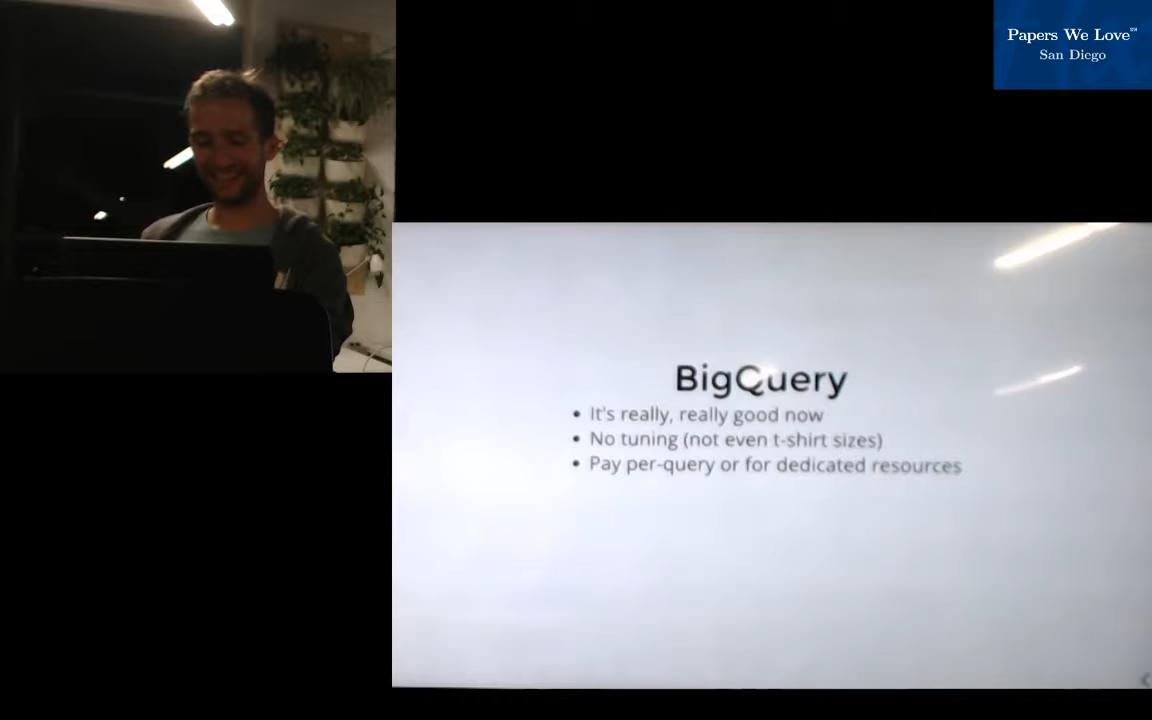 Papers We Love℠
San Diego
BigQuery
• It's really, really good now
• No tuning (not even t-shirt sizes)
• Pay per-query or for dedicated resources